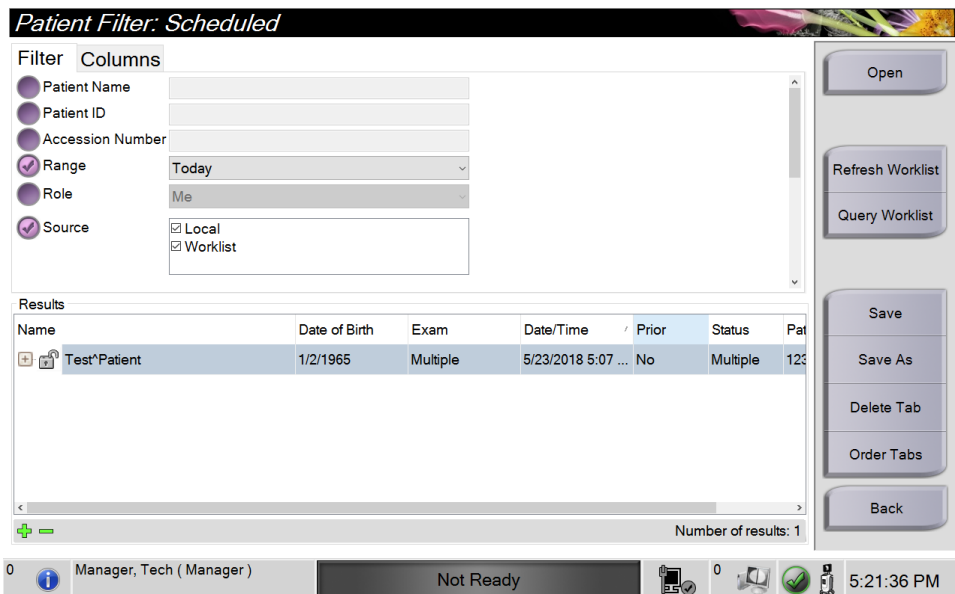 Patient Filter: Scheduled
Filter Columns
Patient Name
Patient ID
Accession Number
Range Today
Role Me
Source Local
Worklist
Open
Refresh Worklist
Query Worklist
Save
Save As
Delete Tab
Order Tabs
Back
Results
Name Date of Birth Exam Date/Time Prior Status Pat
Test^Patient 1/2/1965 Multiple 5/23/2018 5:07 ... No Multiple 123
Number of results: 1
0 Manager, Tech ( Manager ) Not Ready 0 5:21:36 PM